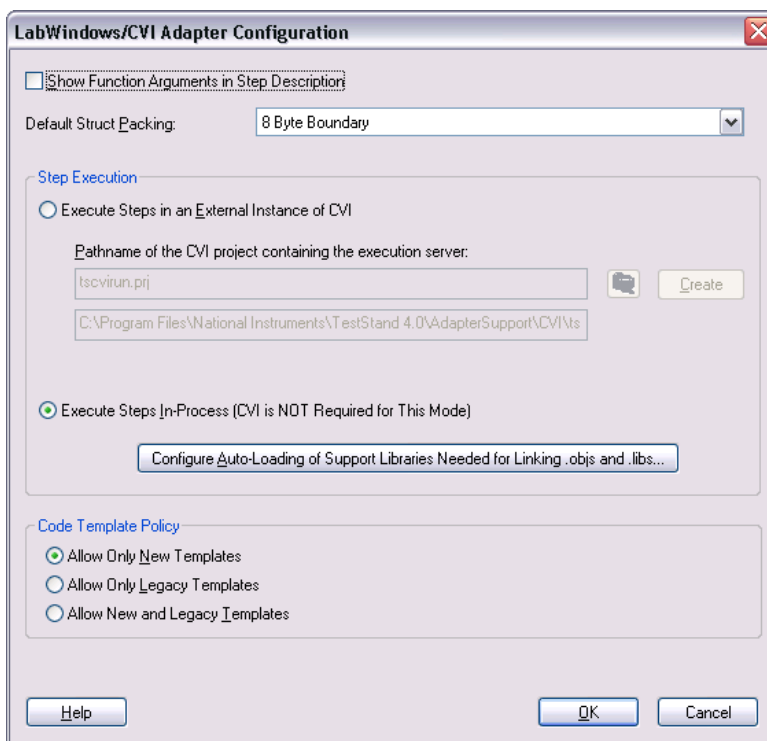 LabWindows/CVI Adapter Configuration
Show Function Arguments in Step Description
Default Struct Packing:
8 Byte Boundary
Step Execution
Execute Steps in an External Instance of CVI
Pathname of the CVI project containing the execution server:
tscvirun.prj
Create
C:\Program Files\National Instruments\TestStand 4.0\AdapterSupport\CVI\ts
Execute Steps In-Process (CVI is NOT Required for This Mode)
Configure Auto-Loading of Support Libraries Needed for Linking .objs and .libs...
Code Template Policy
Allow Only New Templates
Allow Only Legacy Templates
Allow New and Legacy Templates
Help
OK
Cancel